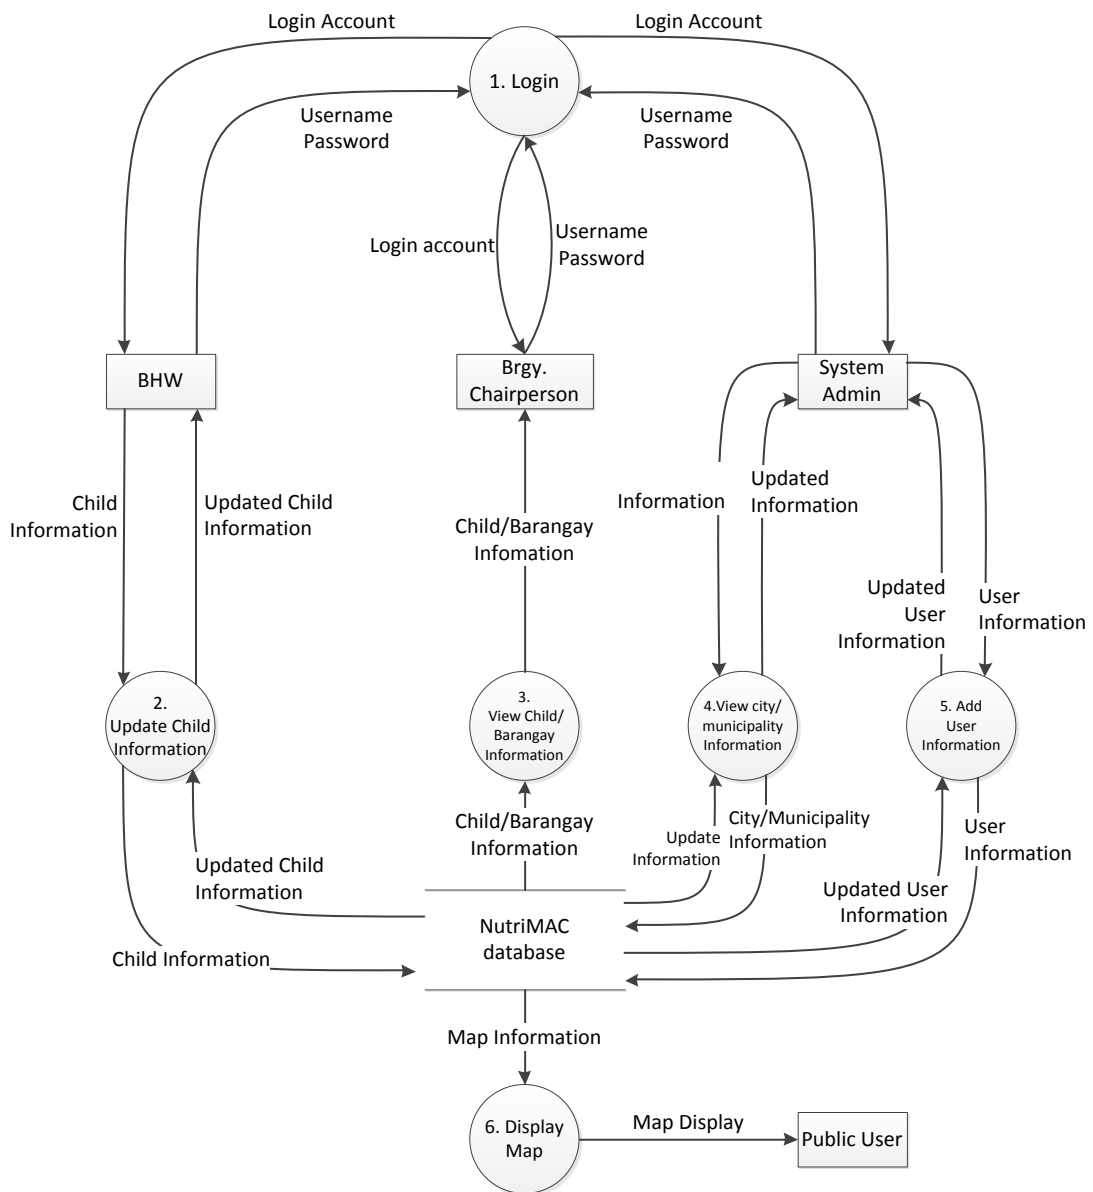 Login Account
Login Account
1. Login
Username
Password
Username
Password
Login account
Username
Password
BHW
Brgy.
Chairperson
System
Admin
Child
Information
Updated Child
Information
Child/Barangay
Infomation
Information
Updated
Information
Updated
User
Information
User
Information
2.
Update Child
Information
3.
View Child/
Barangay
Information
4.View city/
municipality
Information
5. Add
User
Information
Updated Child
Information
Child/Barangay
Information
Update
Information
City/Municipality
Information
User
Information
Updated User
Information
Child Information
NutriMAC
database
Map Information
6. Display
Map
Map Display
Public User